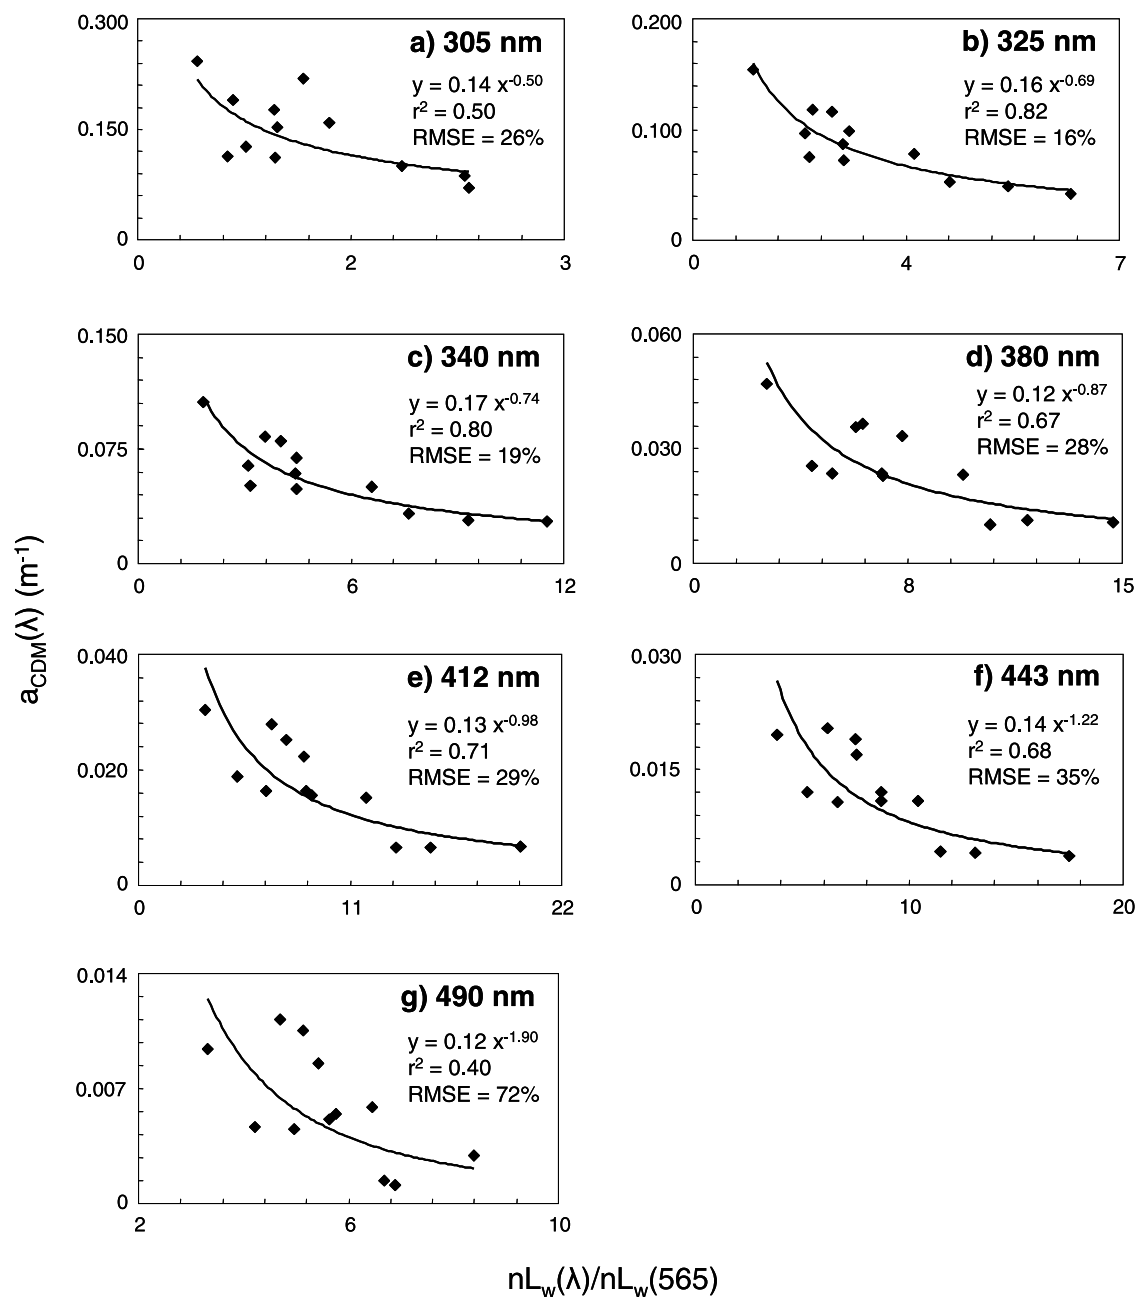 a) 305 nm
y = 0.14 x^-0.50
r² = 0.50
RMSE = 26%
0.300
0.150
0
0
2
3
b) 325 nm
y = 0.16 x^-0.69
r² = 0.82
RMSE = 16%
0.200
0.100
0
0
4
7
c) 340 nm
y = 0.17 x^-0.74
r² = 0.80
RMSE = 19%
0.150
0.075
0
0
6
12
d) 380 nm
y = 0.12 x^-0.87
r² = 0.67
RMSE = 28%
0.060
0.030
0.000
0
8
15
e) 412 nm
y = 0.13 x^-0.98
r² = 0.71
RMSE = 29%
0.040
0.020
0
0
11
22
f) 443 nm
y = 0.14 x^-1.22
r² = 0.68
RMSE = 35%
0.030
0.015
0
0
10
20
g) 490 nm
y = 0.12 x^-1.90
r² = 0.40
RMSE = 72%
0.014
0.007
0
2
6
10
a_CDM(λ) (m^-1)
nL_w(λ)/nL_w(565)